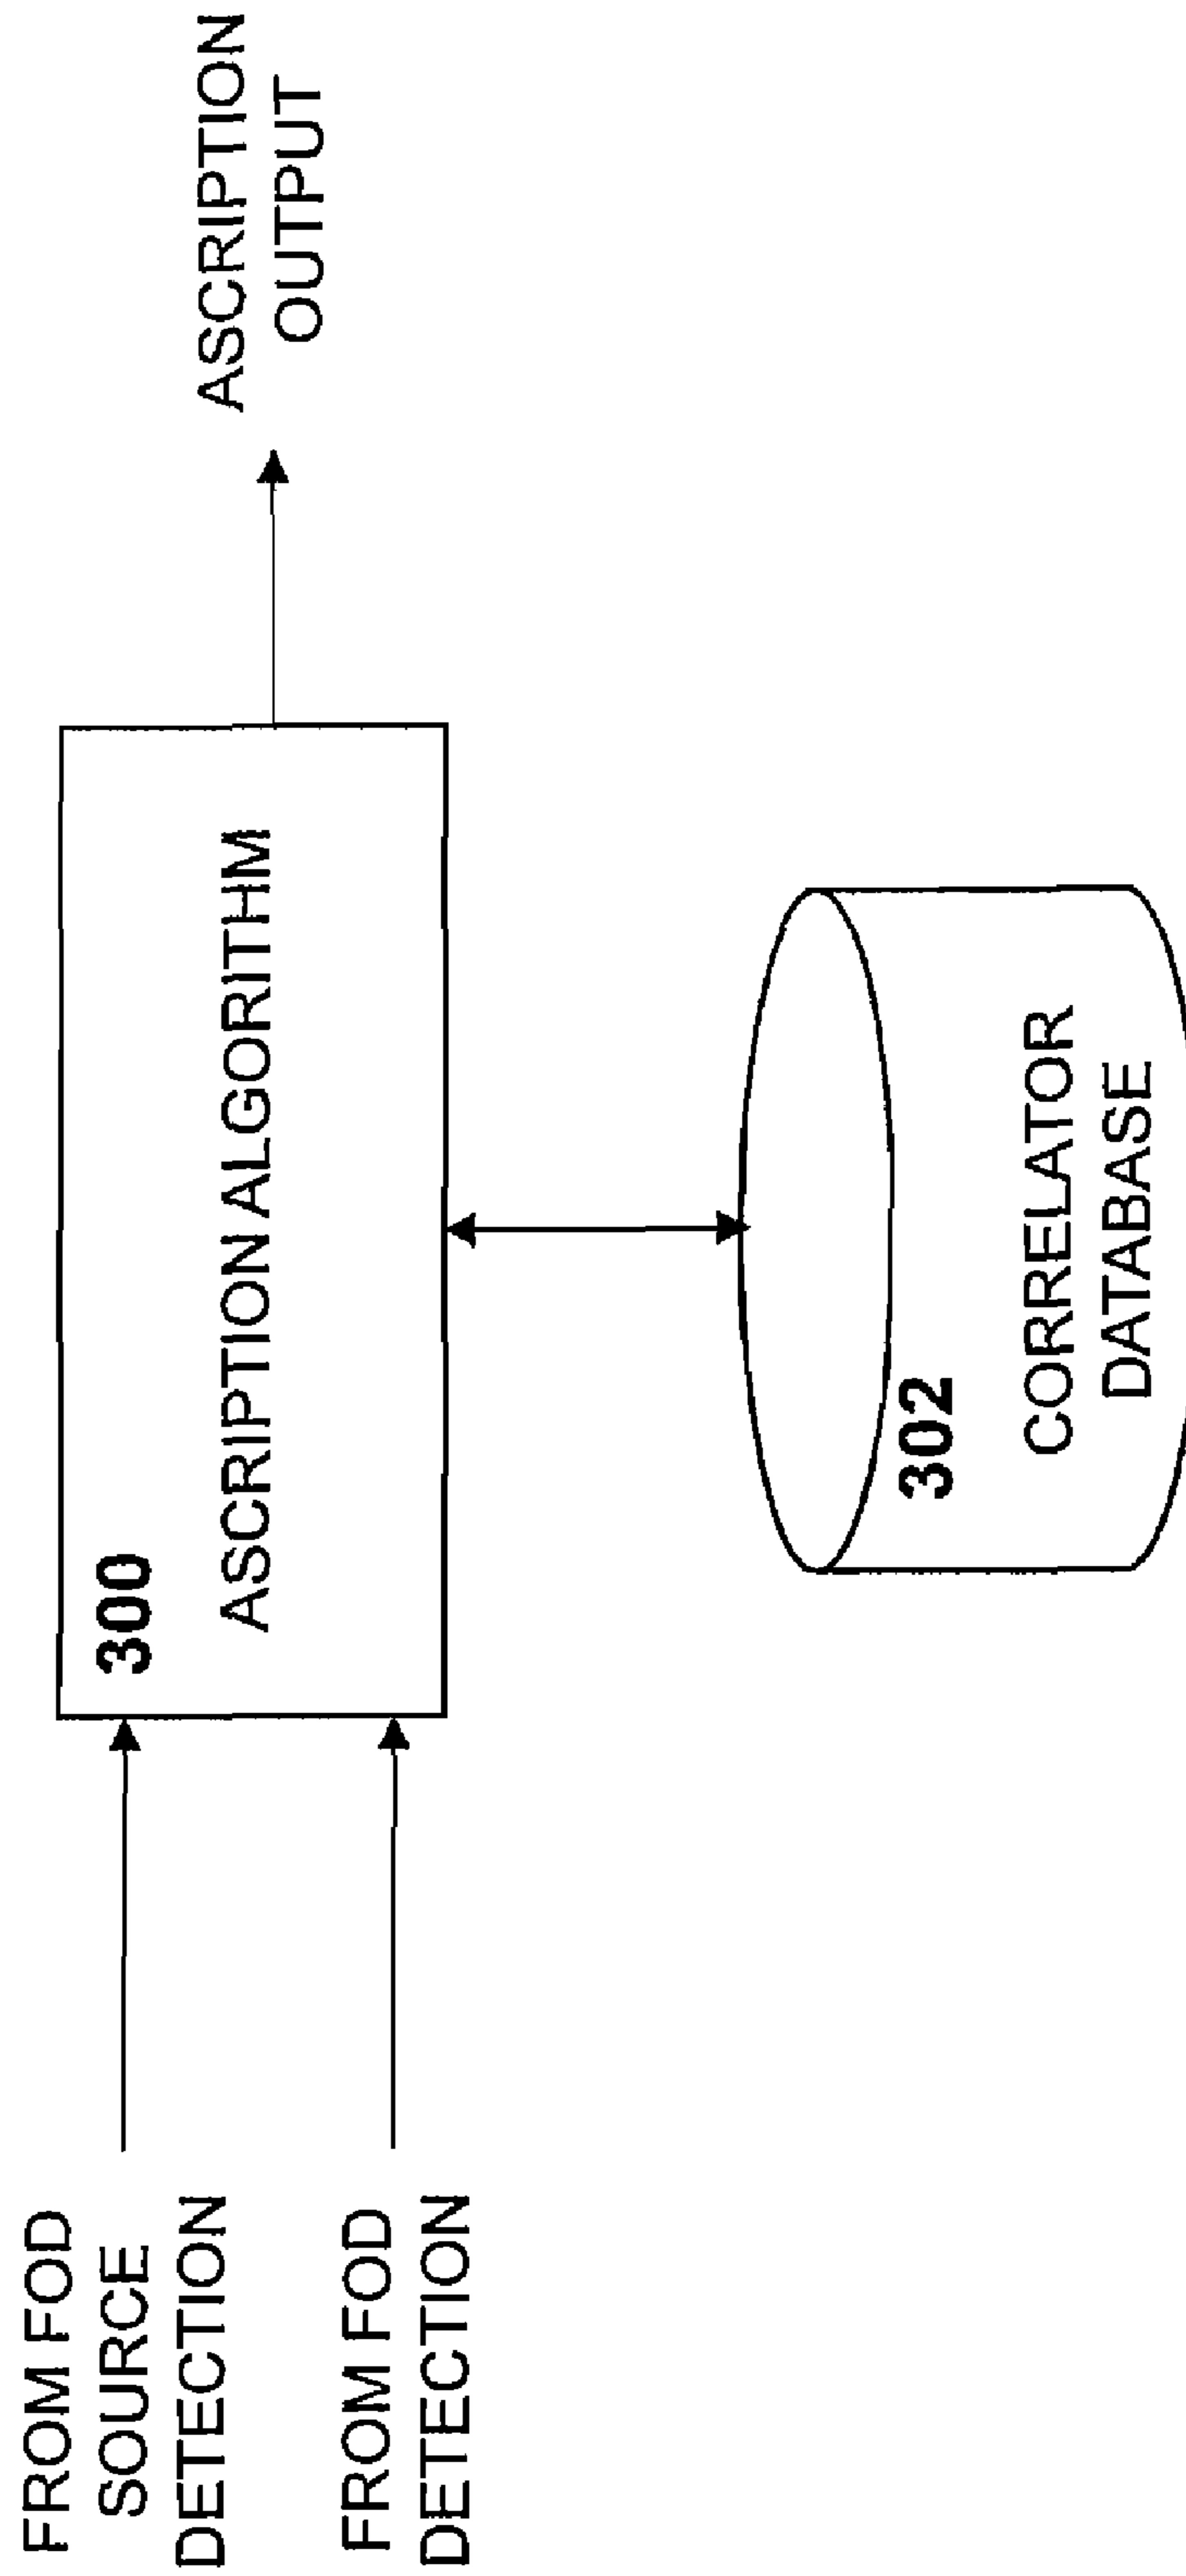 FROM FOD
SOURCE
DETECTION
FROM FOD
DETECTION
300
ASCRIPTION ALGORITHM
ASCRIPTION
OUTPUT
302
CORRELATOR
DATABASE